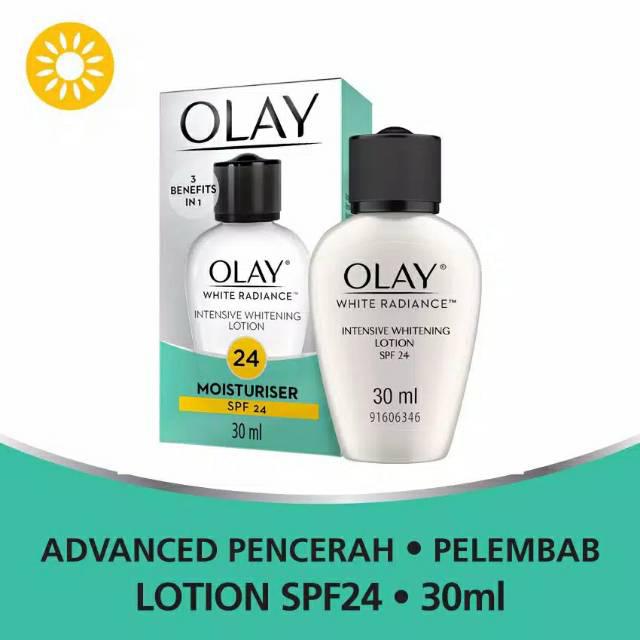 OLAY
3
BENEFITS
IN 1
OLAY®
WHITE RADIANCE™
INTENSIVE WHITENING
LOTION
24
MOISTURISER
SPF 24
30 ml
OLAY®
WHITE RADIANCE™
INTENSIVE WHITENING
LOTION
SPF 24
30 ml
91606346
ADVANCED PENCERAH • PELEMBAB
LOTION SPF24 • 30ml